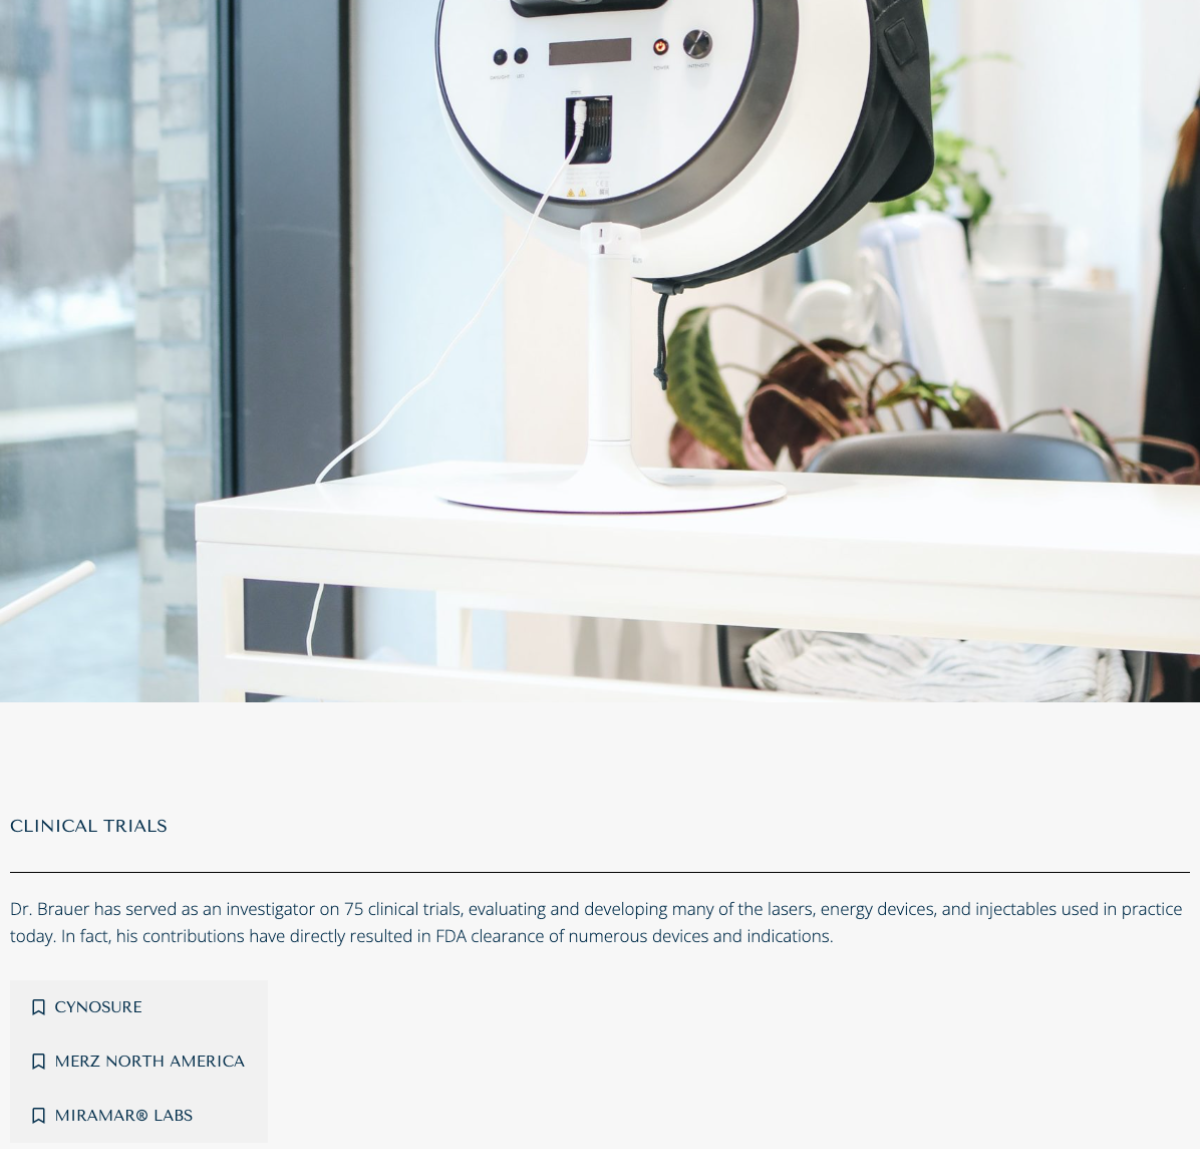 POWER
CLINICAL TRIALS
Dr. Brauer has served as an investigator on 75 clinical trials, evaluating and developing many of the lasers, energy devices, and injectables used in practice
today. In fact, his contributions have directly resulted in FDA clearance of numerous devices and indications.
CYNOSURE
MERZ NORTH AMERICA
MIRAMAR® LABS